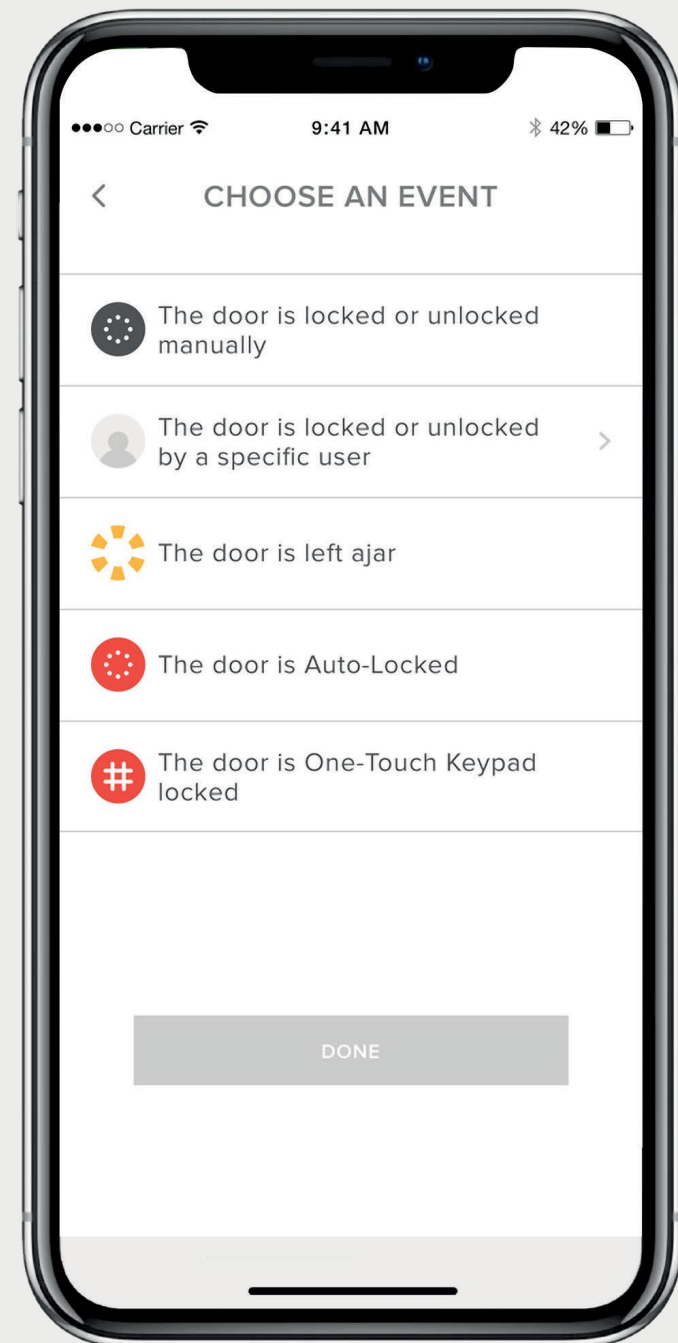 Carrier 9:41 AM 42%
CHOOSE AN EVENT
The door is locked or unlocked
manually
The door is locked or unlocked
by a specific user
The door is left ajar
The door is Auto-Locked
The door is One-Touch Keypad
locked
DONE